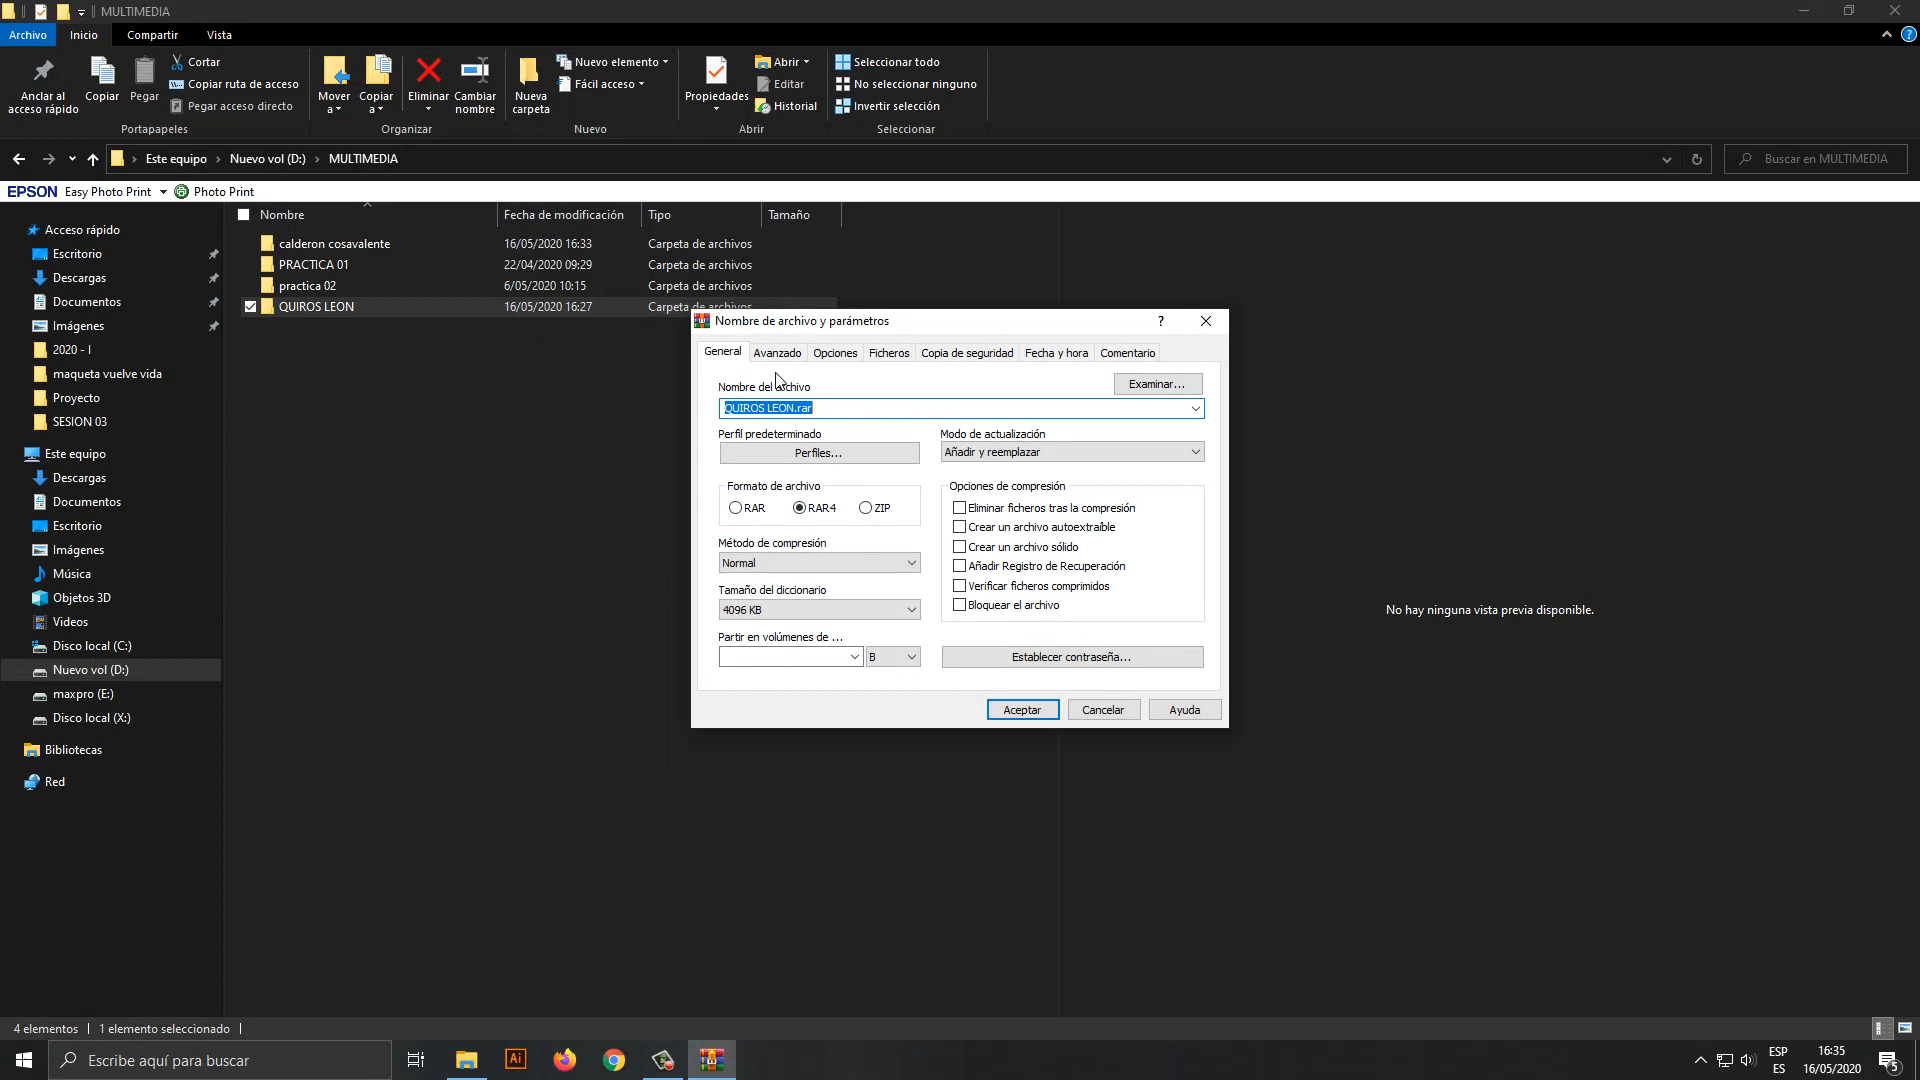 MULTIMEDIA
Archivo Inicio Compartir Vista
Anclar al acceso rápido
Copiar
Pegar
Cortar
Copiar ruta de acceso
Pegar acceso directo
Portapapeles
Mover a
Copiar a
Eliminar
Cambiar nombre
Organizar
Nueva carpeta
Nuevo elemento
Fácil acceso
Nuevo
Propiedades
Abrir
Editar
Historial
Abrir
Seleccionar todo
No seleccionar ninguno
Invertir selección
Seleccionar
Este equipo › Nuevo vol (D:) › MULTIMEDIA
Buscar en MULTIMEDIA
EPSON Easy Photo Print Photo Print
Nombre Fecha de modificación Tipo Tamaño
calderon cosavalente 16/05/2020 16:33 Carpeta de archivos
PRACTICA 01 22/04/2020 09:29 Carpeta de archivos
practica 02 6/05/2020 10:15 Carpeta de archivos
QUIROS LEON 16/05/2020 16:27 Carpeta de archivos
Acceso rápido
Escritorio
Descargas
Documentos
Imágenes
2020 - I
maqueta vuelve vida
Proyecto
SESION 03
Este equipo
Descargas
Documentos
Escritorio
Imágenes
Música
Objetos 3D
Videos
Disco local (C:)
Nuevo vol (D:)
maxpro (E:)
Disco local (X:)
Bibliotecas
Red
Nombre de archivo y parámetros ?
General Avanzado Opciones Ficheros Copia de seguridad Fecha y hora Comentario
Nombre del archivo
Examinar...
QUIROS LEON.rar
Perfil predeterminado
Perfiles...
Modo de actualización
Añadir y reemplazar
Formato de archivo
RAR RAR4 ZIP
Método de compresión
Normal
Tamaño del diccionario
4096 KB
Partir en volúmenes de ...
B
Opciones de compresión
Eliminar ficheros tras la compresión
Crear un archivo autoextraíble
Crear un archivo sólido
Añadir Registro de Recuperación
Verificar ficheros comprimidos
Bloquear el archivo
Establecer contraseña...
Aceptar Cancelar Ayuda
No hay ninguna vista previa disponible.
4 elementos 1 elemento seleccionado
Escribe aquí para buscar
Ai
ESP
ES
16:35
16/05/2020
5